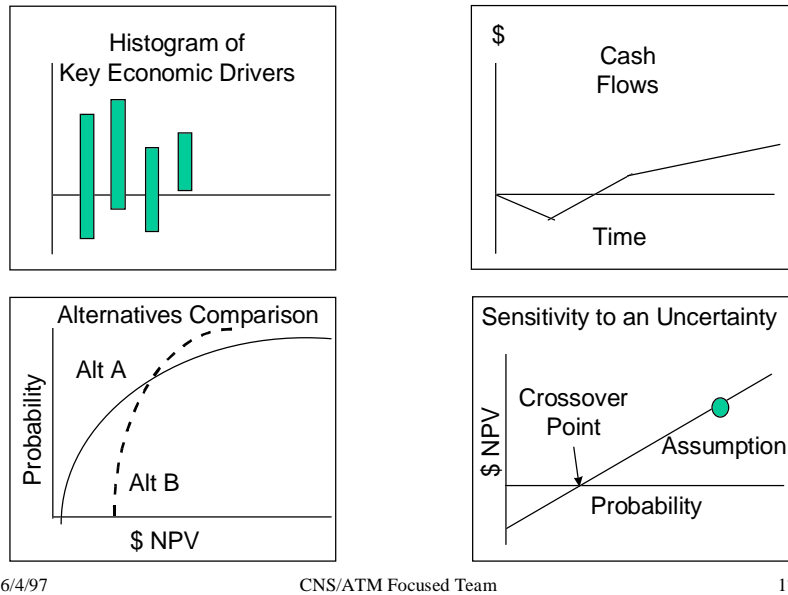 Histogram of
Key Economic Drivers
$
Cash
Flows
Time
Alternatives Comparison
Probability
Alt A
Alt B
$ NPV
Sensitivity to an Uncertainty
$ NPV
Crossover
Point
Assumption
Probability
6/4/97 CNS/ATM Focused Team